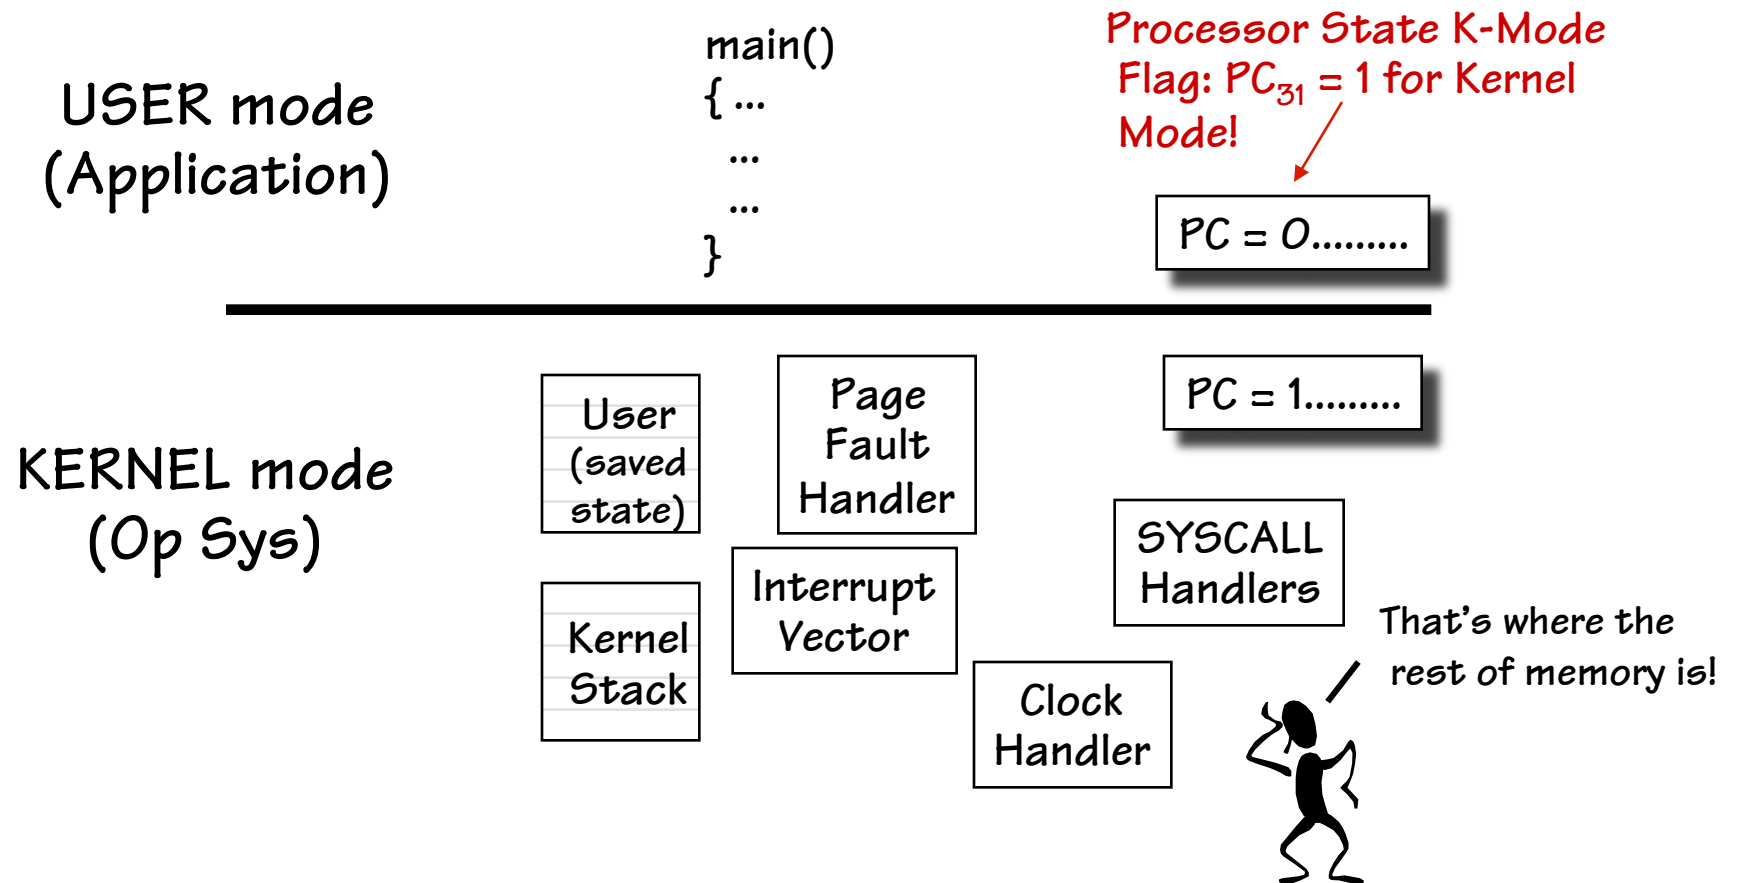 USER mode
(Application)
main()
{ ...
...
...
}
Processor State K-Mode
Flag: PC31 = 1 for Kernel
Mode!
PC = 0.........
KERNEL mode
(Op Sys)
User
(saved
state)
Kernel
Stack
Page
Fault
Handler
Interrupt
Vector
PC = 1.........
SYSCALL
Handlers
Clock
Handler
That's where the
rest of memory is!